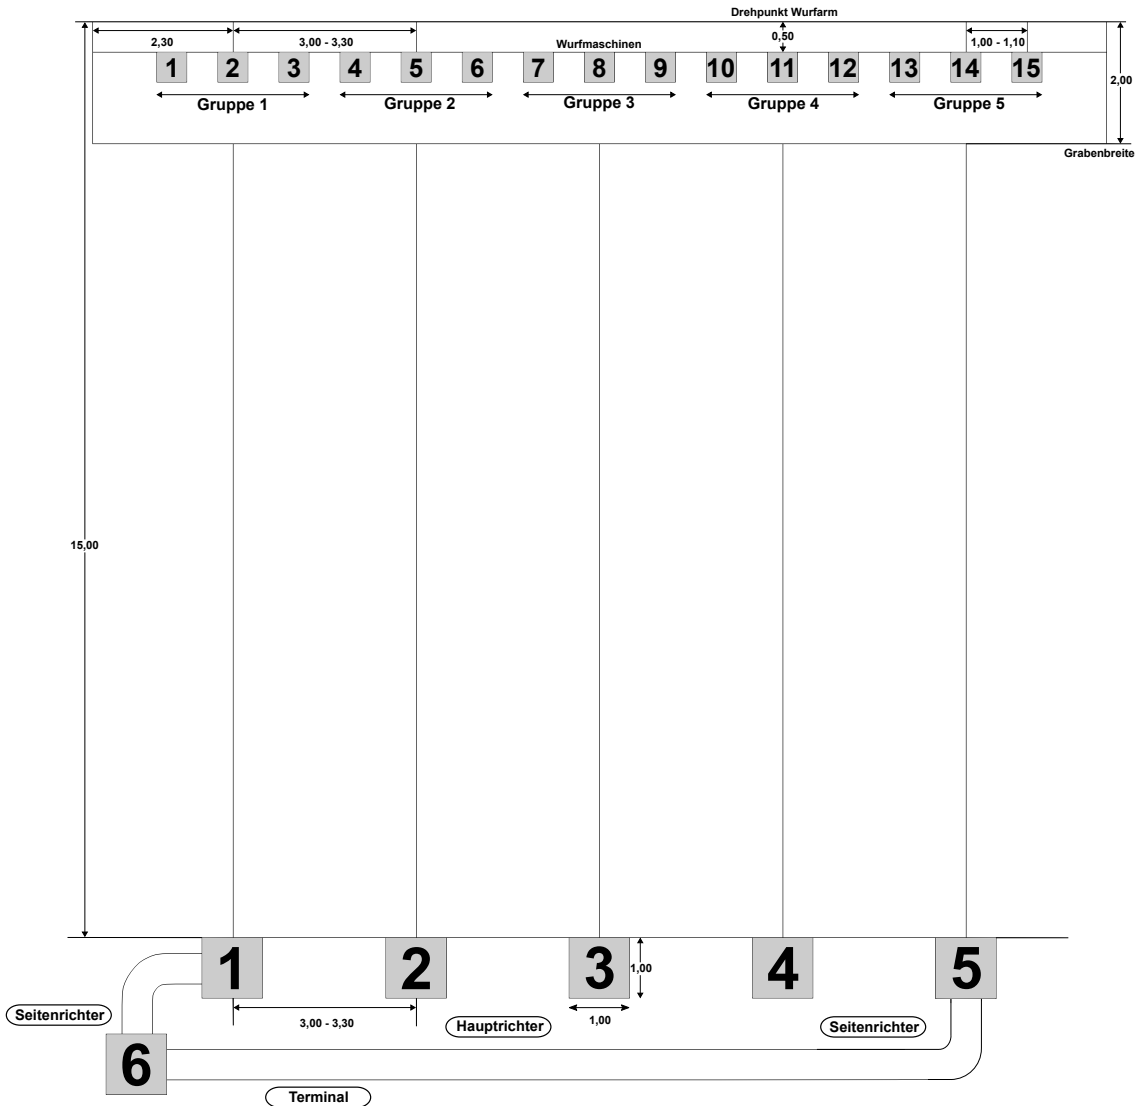 Drehpunkt Wurfarm
2,30
3,00 - 3,30
0,50
1,00 - 1,10
Wurfmaschinen
1 2 3 4 5 6 7 8 9 10 11 12 13 14 15
2,00
Gruppe 1 Gruppe 2 Gruppe 3 Gruppe 4 Gruppe 5
Grabenbreite
15,00
1 2 3 4 5
1,00
Seitenrichter
3,00 - 3,30
Hauptrichter
1,00
Seitenrichter
6
Terminal